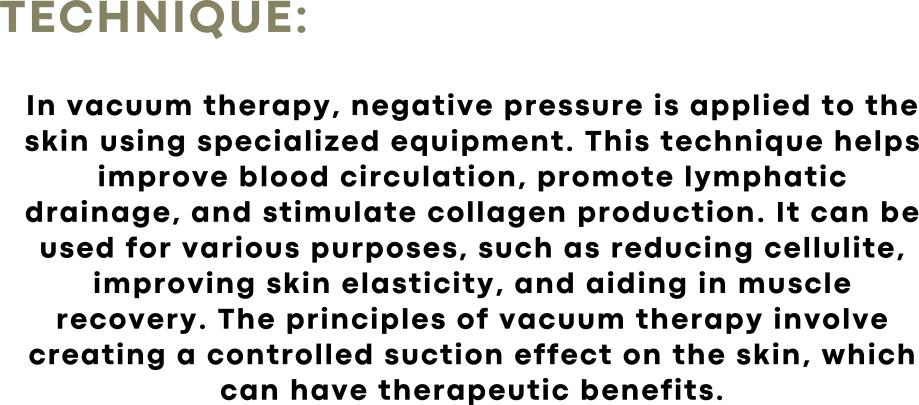 TECHNIQUE:
In vacuum therapy, negative pressure is applied to the
skin using specialized equipment. This technique helps
improve blood circulation, promote lymphatic
drainage, and stimulate collagen production. It can be
used for various purposes, such as reducing cellulite,
improving skin elasticity, and aiding in muscle
recovery. The principles of vacuum therapy involve
creating a controlled suction effect on the skin, which
can have therapeutic benefits.